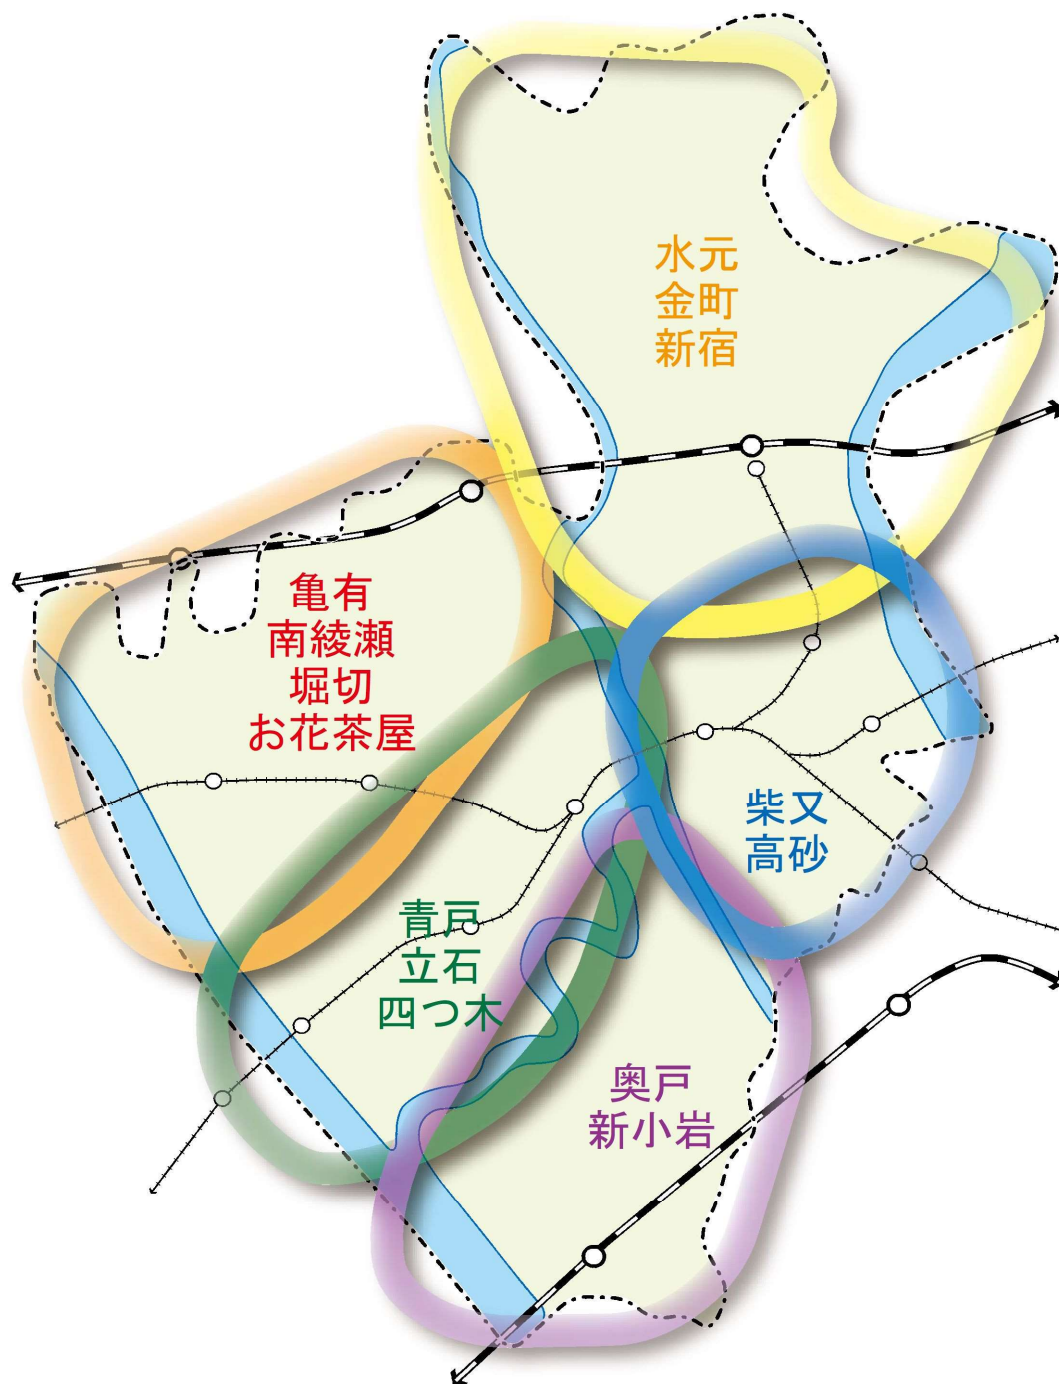 水元
金町
新宿
亀有
南綾瀬
堀切
お花茶屋
柴又
高砂
青戸
立石
四つ木
奥戸
新小岩